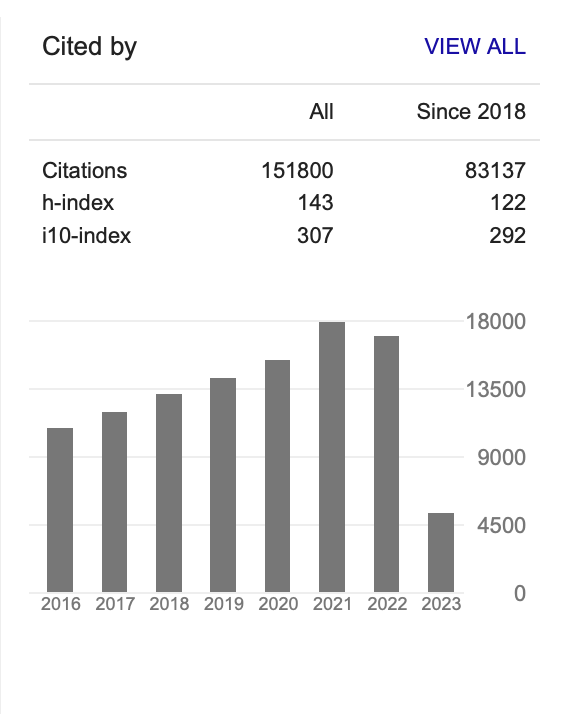 Cited by VIEW ALL
All Since 2018
Citations 151800 83137
h-index 143 122
i10-index 307 292
18000
13500
9000
4500
0
2016 2017 2018 2019 2020 2021 2022 2023